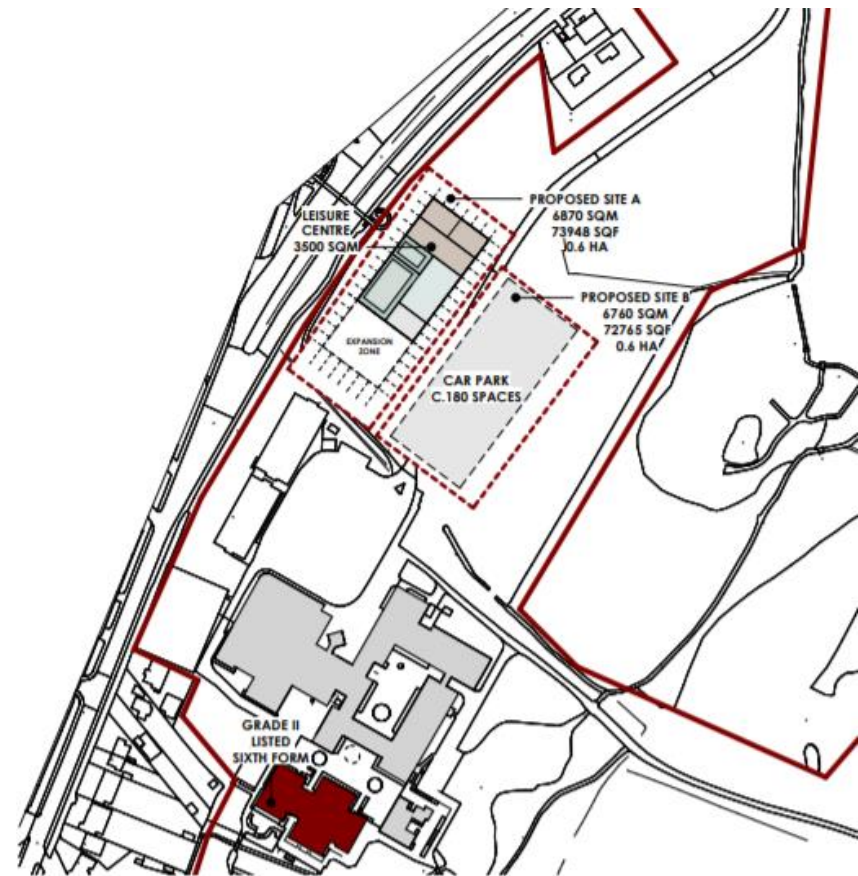 PROPOSED SITE A
6870 SQM
73948 SQF
0.6 HA
LEISURE
CENTRE
3500 SQM
PROPOSED SITE B
6760 SQM
72765 SQF
0.6 HA
EXPANSION
ZONE
CAR PARK
C.180 SPACES
GRADE II
LISTED
SIXTH FORM